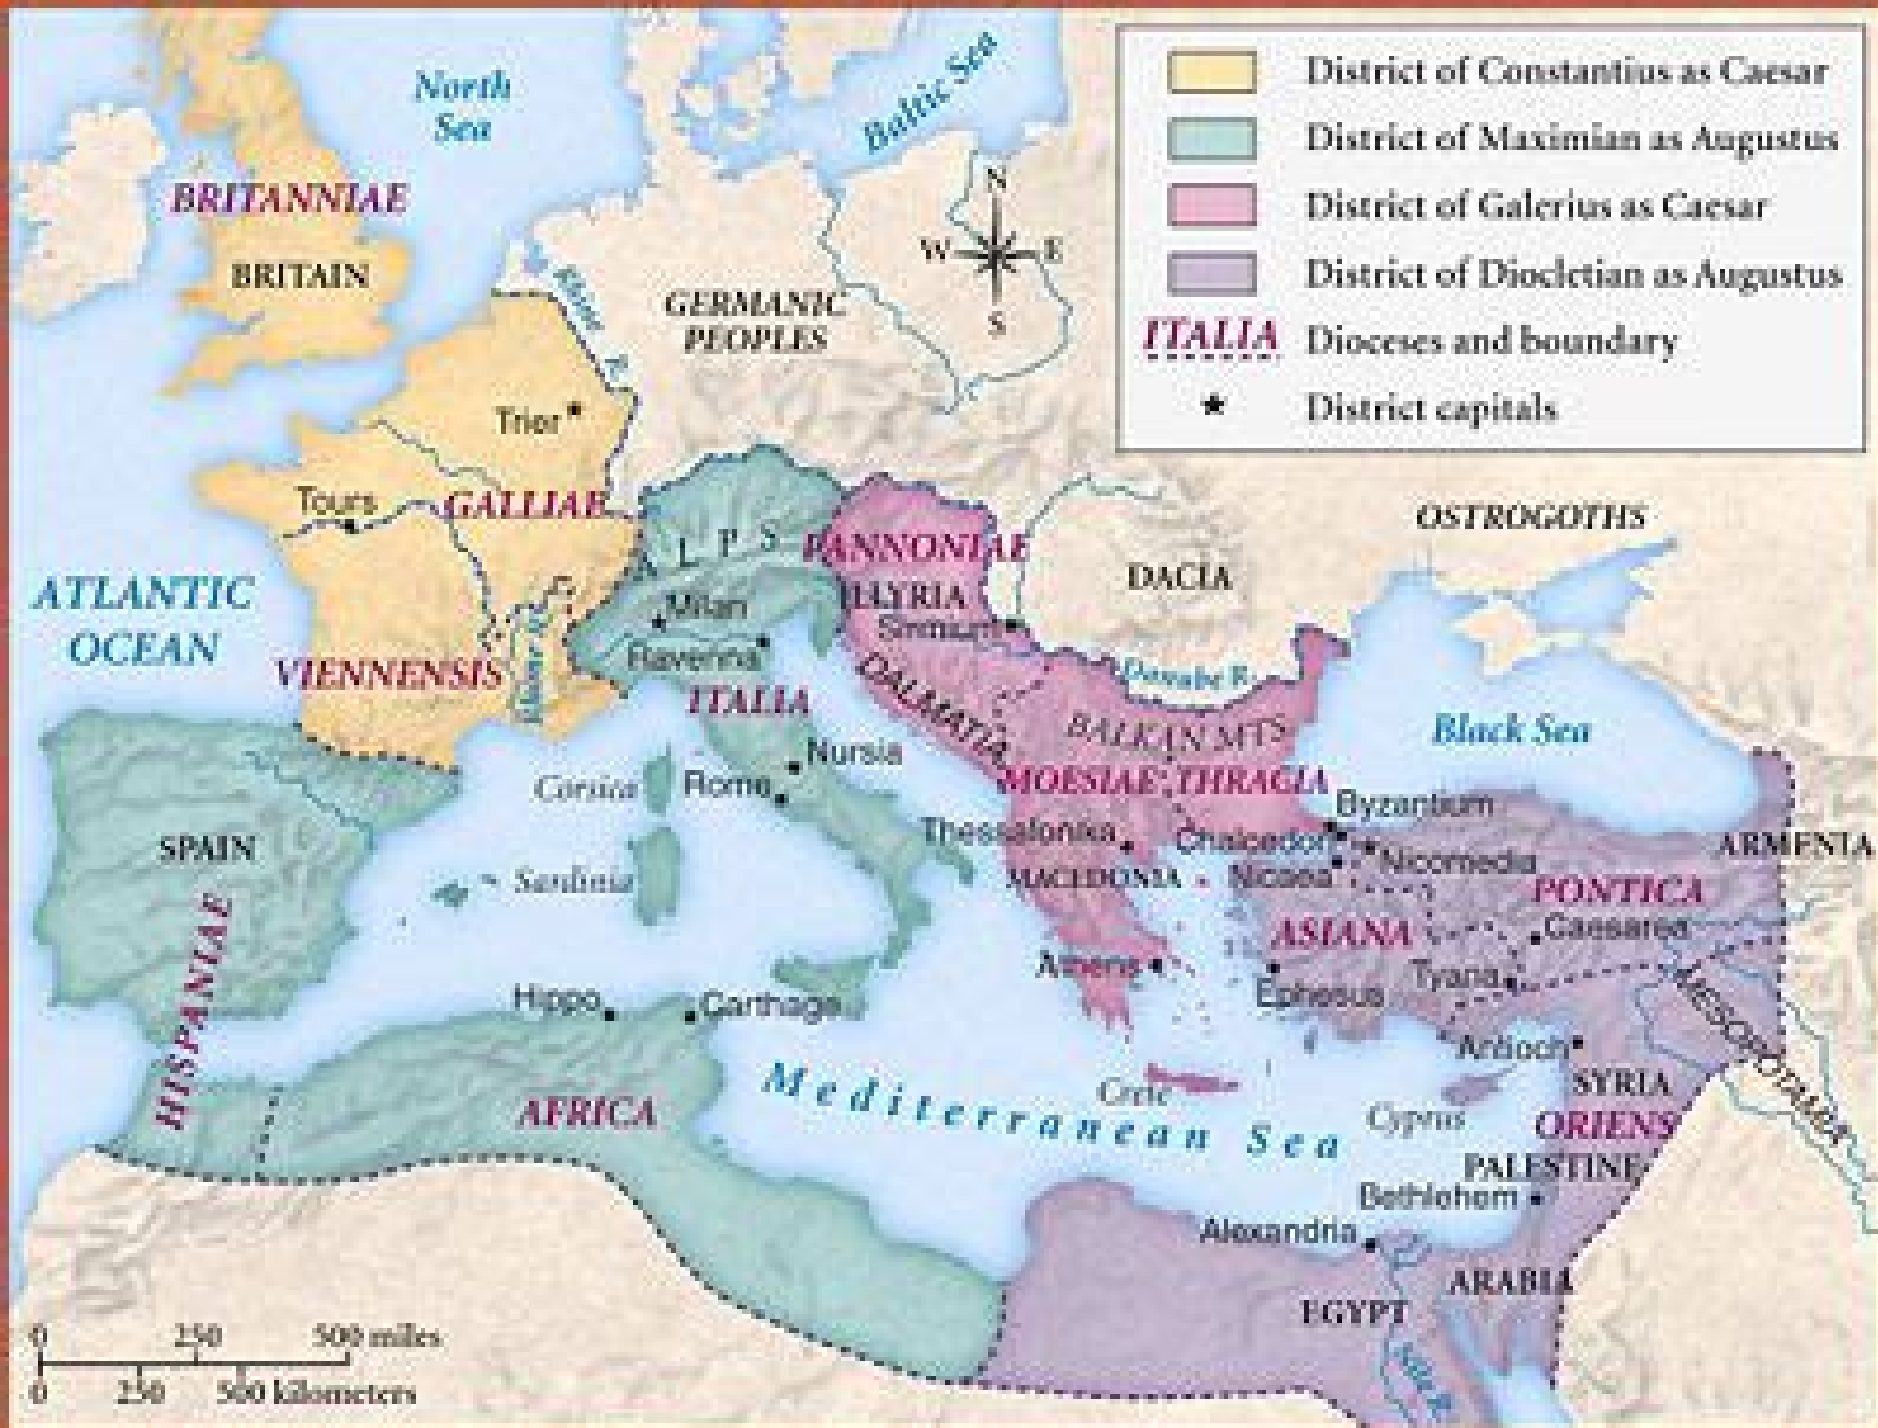 North
Sea
Baltic Sea
District of Constantius as Caesar
District of Maximian as Augustus
District of Galerius as Caesar
District of Diocletian as Augustus
ITALIA Dioceses and boundary
District capitals
N
W E
S
BRITANNIAE
BRITAIN
Rhine R.
GERMANIC
PEOPLES
Trier
Tours
GALLIAE
OSTROGOTHS
ALPS
PANNONIAE
DACIA
ATLANTIC
OCEAN
Milan
ILLYRIA
Sirmium
Ravenna
VIENNENSIS
Rhône R.
ITALIA
DALMATIA
Danube R.
BALKAN MTS
Black Sea
Nursia
Corsica
Rome
MOESIAE
THRACIA
Byzantium
Thessalonika
Chalcedon
SPAIN
ARMENIA
Sardinia
MACEDONIA
Nicaea
Nicomedia
PONTICA
HISPANIAE
ASIANA
Caesarea
Athens
Tyana
Ephesus
MESOPOTAMIA
Hippo
Carthage
Antioch
SYRIA
Mediterranean Sea
Crete
Cyprus
AFRICA
ORIENS
PALESTINE
Bethlehem
Alexandria
ARABIA
EGYPT
Nile R.
0 250 500 miles
0 250 500 kilometers